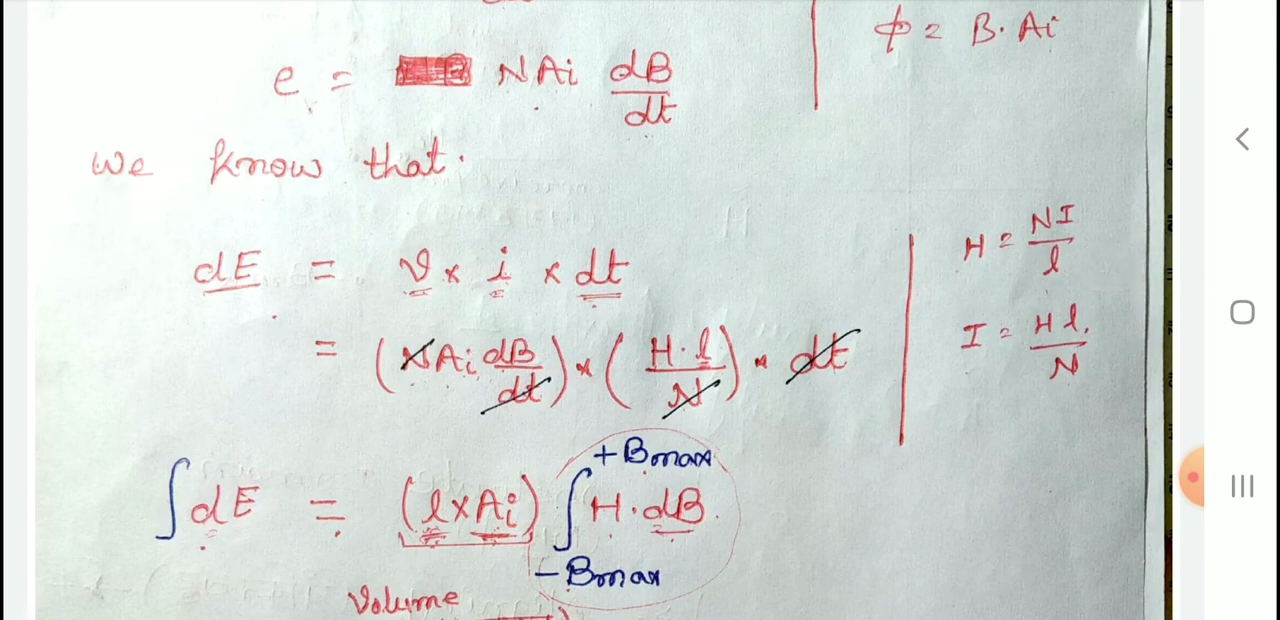 φ = B. Ai
e = NAi dB/dt
we know that.
dE = v × i × dt
H = NI/l
= (NAi dB/dt) × (H.l/N) × dt
I = Hl./N
∫dE = (l×Ai) ∫ H.dB
+Bmax
-Bmax
Volume